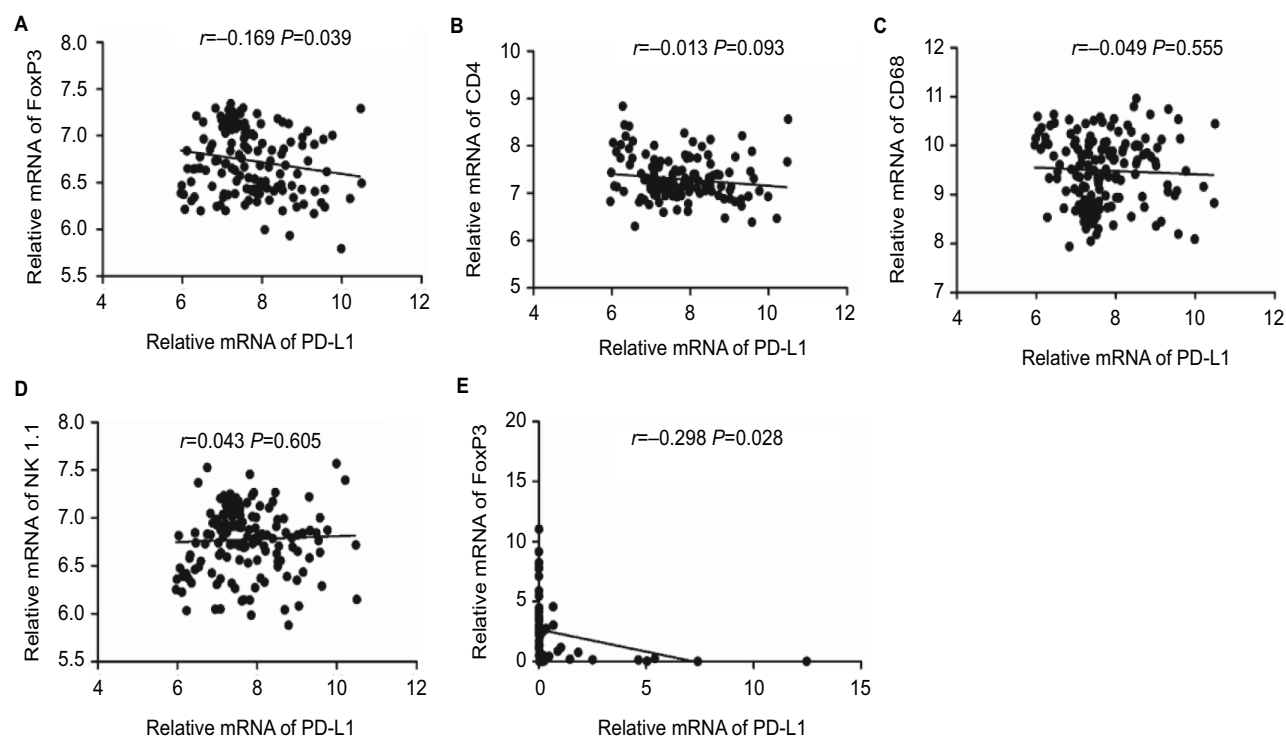 A
r=–0.169 P=0.039
Relative mRNA of FoxP3
8.0
7.5
7.0
6.5
6.0
5.5
4 6 8 10 12
Relative mRNA of PD-L1
B
r=–0.013 P=0.093
Relative mRNA of CD4
10
9
8
7
6
5
4 6 8 10 12
Relative mRNA of PD-L1
C
r=–0.049 P=0.555
Relative mRNA of CD68
12
11
10
9
8
7
4 6 8 10 12
Relative mRNA of PD-L1
D
r=0.043 P=0.605
Relative mRNA of NK 1.1
8.0
7.5
7.0
6.5
6.0
5.5
4 6 8 10 12
Relative mRNA of PD-L1
E
r=–0.298 P=0.028
Relative mRNA of FoxP3
20
15
10
5
0
0 5 10 15
Relative mRNA of PD-L1